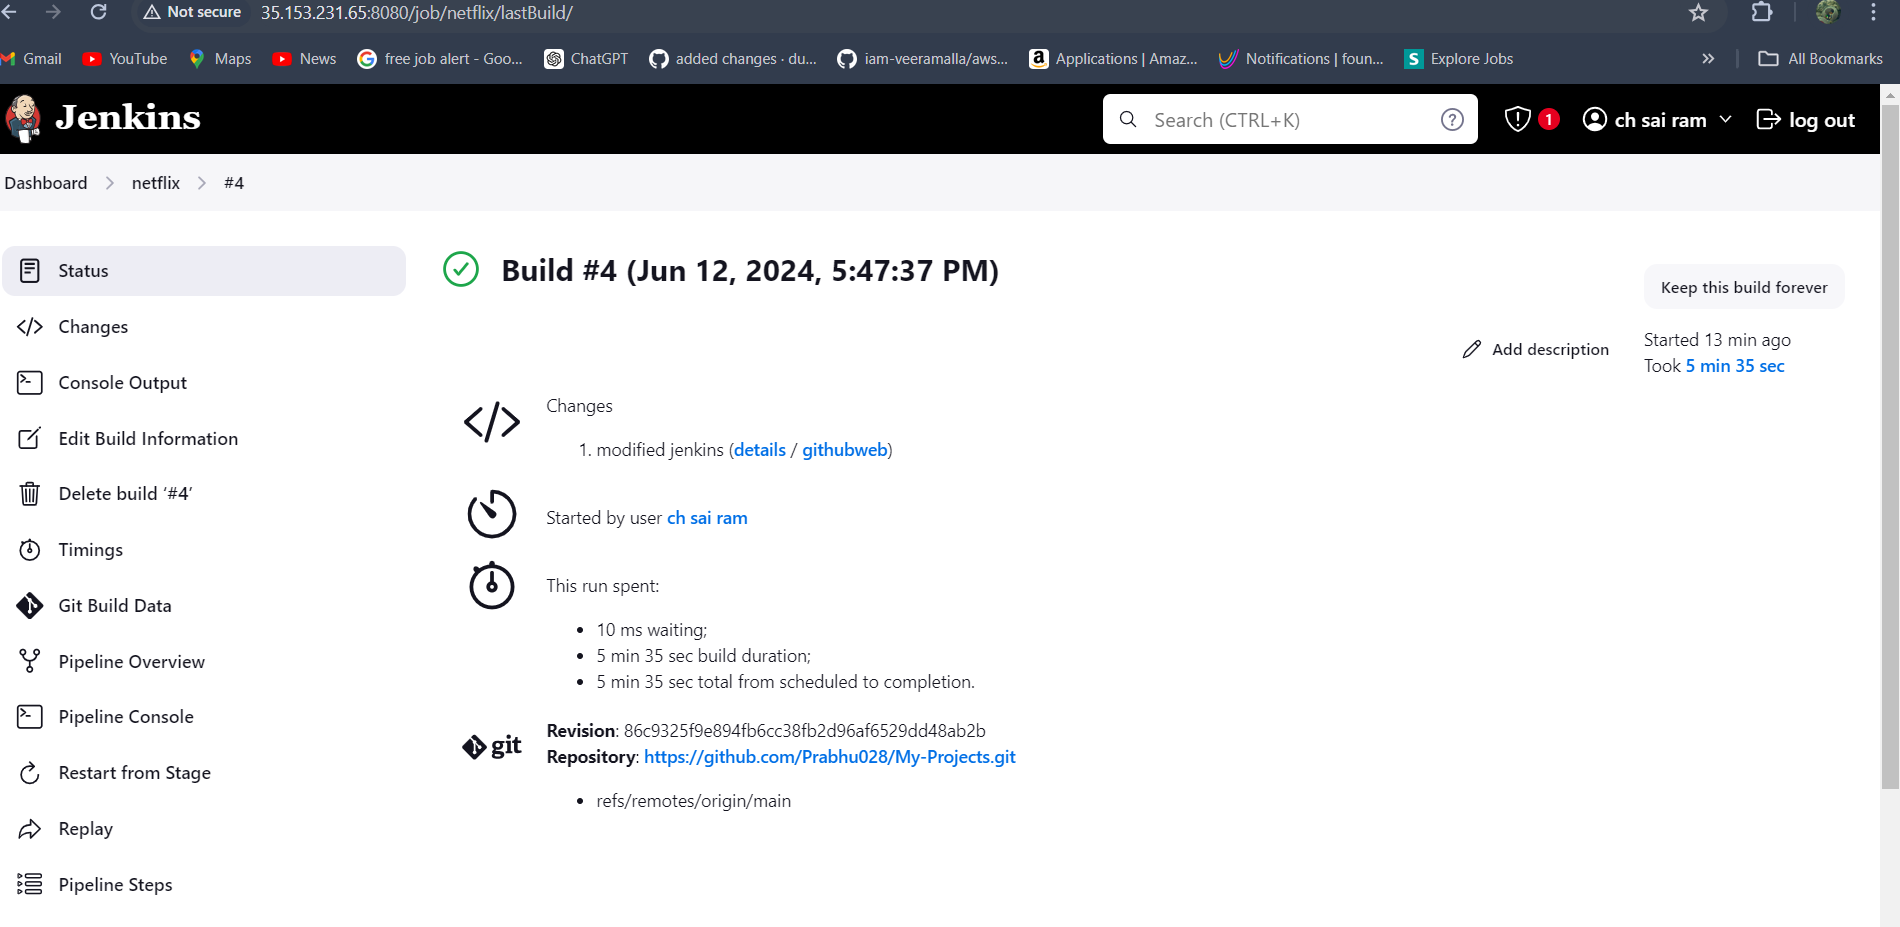 Not secure 35.153.231.65:8080/job/netflix/lastBuild/
Gmail YouTube Maps News free job alert - Goo... ChatGPT added changes · du... iam-veeramalla/aws... Applications | Amaz... Notifications | foun... S Explore Jobs » All Bookmarks
Jenkins Search (CTRL+K) ? 1 ch sai ram log out
Dashboard > netflix > #4
Status
Changes
Console Output
Edit Build Information
Delete build ‘#4’
Timings
Git Build Data
Pipeline Overview
Pipeline Console
Restart from Stage
Replay
Pipeline Steps
Build #4 (Jun 12, 2024, 5:47:37 PM)
Keep this build forever
Add description
Started 13 min ago
Took 5 min 35 sec
Changes
1. modified jenkins (details / githubweb)
Started by user ch sai ram
This run spent:
• 10 ms waiting;
• 5 min 35 sec build duration;
• 5 min 35 sec total from scheduled to completion.
git
Revision: 86c9325f9e894fb6cc38fb2d96af6529dd48ab2b
Repository: https://github.com/Prabhu028/My-Projects.git
• refs/remotes/origin/main